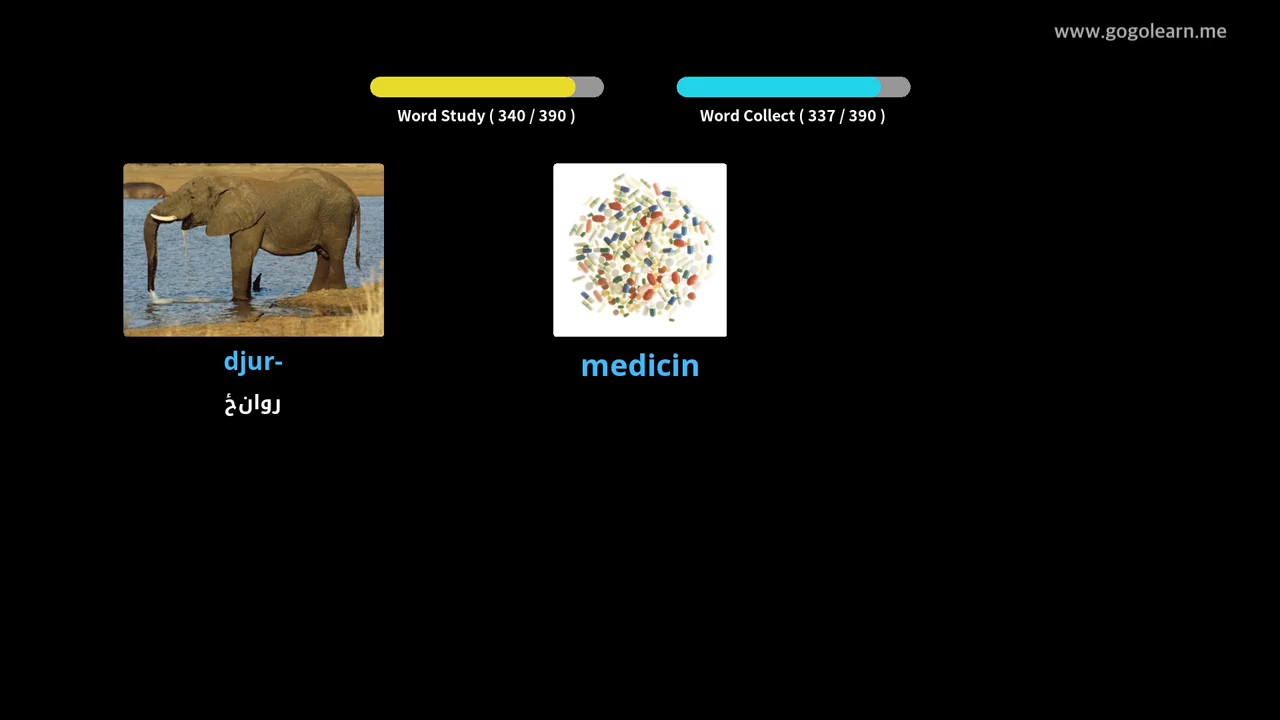 www.gogolearn.me
Word Study ( 340 / 390 )
Word Collect ( 337 / 390 )
djur-
روانځ
medicin